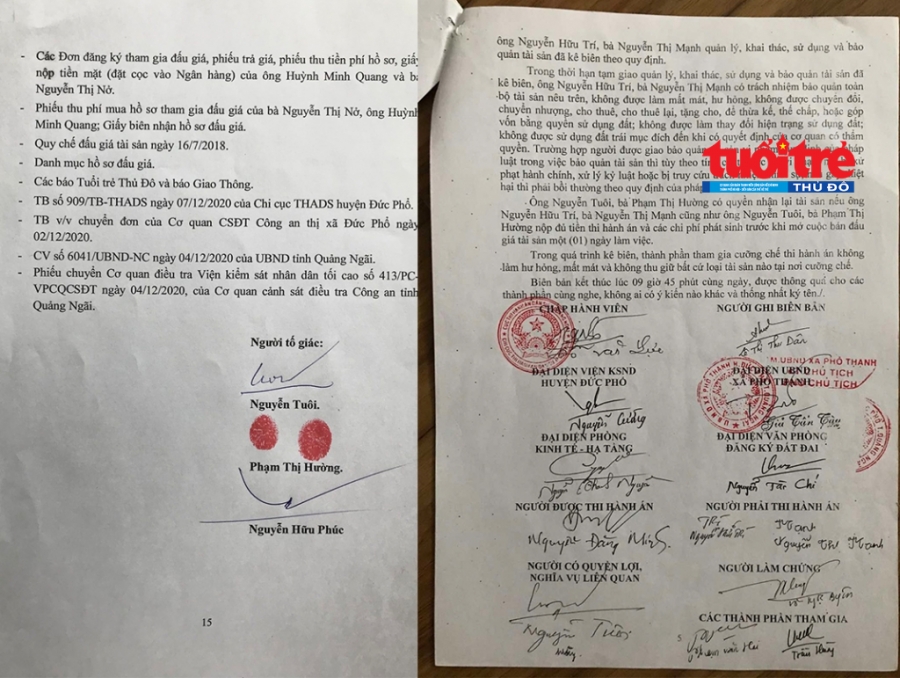 - Các Đơn đăng ký tham gia đấu giá, phiếu trả giá, phiếu thu tiền phí hồ sơ, giấy
nộp tiền mặt (đặt cọc vào Ngân hàng) của ông Huỳnh Minh Quang và bà
Nguyễn Thị Nở.
- Phiếu thu phí mua hồ sơ tham gia đấu giá của bà Nguyễn Thị Nở, ông Huỳnh
Minh Quang; Giấy biên nhận hồ sơ đấu giá.
- Quy chế đấu giá tài sản ngày 16/7/2018.
- Danh mục hồ sơ đấu giá.
- Các báo Tuổi trẻ Thủ Đô và báo Giao Thông.
- TB số 909/TB-THADS ngày 07/12/2020 của Chi cục THADS huyện Đức Phổ.
- TB v/v chuyển đơn của Cơ quan CSĐT Công an thị xã Đức Phổ ngày
02/12/2020.
- CV số 6041/UBND-NC ngày 04/12/2020 của UBND tỉnh Quảng Ngãi.
- Phiếu chuyển Cơ quan điều tra Viện kiểm sát nhân dân tối cao số 413/PC-
VPCQCSĐT ngày 04/12/2020, của Cơ quan cảnh sát điều tra Công an tỉnh
Quảng Ngãi.
Người tố giác:
Nguyễn Tuôi.
Phạm Thị Hường.
Nguyễn Hữu Phúc
15
ông Nguyễn Hữu Trí, bà Nguyễn Thị Mạnh quản lý, khai thác, sử dụng và bảo
quản tài sản đã kê biên theo quy định.
Trong thời hạn tạm giao quản lý, khai thác, sử dụng và bảo quản tài sản đã
kê biên, ông Nguyễn Hữu Trí, bà Nguyễn Thị Mạnh có trách nhiệm bảo quản toàn
bộ tài sản nêu trên, không được làm mất mát, hư hỏng, không được chuyển đổi,
chuyển nhượng, cho thuê, cho thuê lại, tặng cho, để thừa kế, thế chấp, hoặc góp
vốn bằng quyền sử dụng đất; không được làm thay đổi hiện trạng sử dụng đất;
không được sử dụng đất trái mục đích đến khi có quyết định của cơ quan có thẩm
quyền. Trường hợp người được giao bảo
luật trong việc bảo quản tài sản thì tùy theo
phạt hành chính, xử lý kỷ luật hoặc bị truy cứu
hại thì phải bồi thường theo quy định của pháp
tuổi trẻ
THỦ ĐÔ
Ông Nguyễn Tuôi, bà Phạm Thị Hường có quyền nhận lại tài sản nếu ông
Nguyễn Hữu Trí, bà Nguyễn Thị Mạnh cũng như ông Nguyễn Tuôi, bà Phạm Thị
Hường nộp đủ tiền thi hành án và các chi phí phát sinh trước khi mở cuộc bán đấu
giá tài sản một (01) ngày làm việc.
Trong quá trình kê biên, thành phần tham gia cưỡng chế thi hành án không
làm hư hỏng, mất mát và không thu giữ bất cứ loại tài sản nào tại nơi cưỡng chế.
Biên bản kết thúc lúc 09 giờ 45 phút cùng ngày, được thông qua cho các
thành phần cùng nghe, không ai có ý kiến nào khác và thống nhất ký tên./.
CHẤP HÀNH VIÊN
NGƯỜI GHI BIÊN BẢN
ĐẠI DIỆN VIỆN KSND
HUYỆN ĐỨC PHỔ
ĐẠI DIỆN UBND
XÃ PHỔ THẠNH
TM.UBND XÃ PHỔ THẠNH
CHỦ TỊCH
CHỦ TỊCH
Nguyễn Cường
ĐẠI DIỆN PHÒNG
KINH TẾ - HẠ TẦNG
ĐẠI DIỆN VĂN PHÒNG
ĐĂNG KÝ ĐẤT ĐAI
Nguyễn Tấn Chí
NGƯỜI ĐƯỢC THI HÀNH ÁN
NGƯỜI PHẢI THI HÀNH ÁN
Nguyễn Đăng
NGƯỜI CÓ QUYỀN LỢI,
NGHĨA VỤ LIÊN QUAN
NGƯỜI LÀM CHỨNG
CÁC THÀNH PHẦN THAM GIA
Nguyễn Tuôi
5